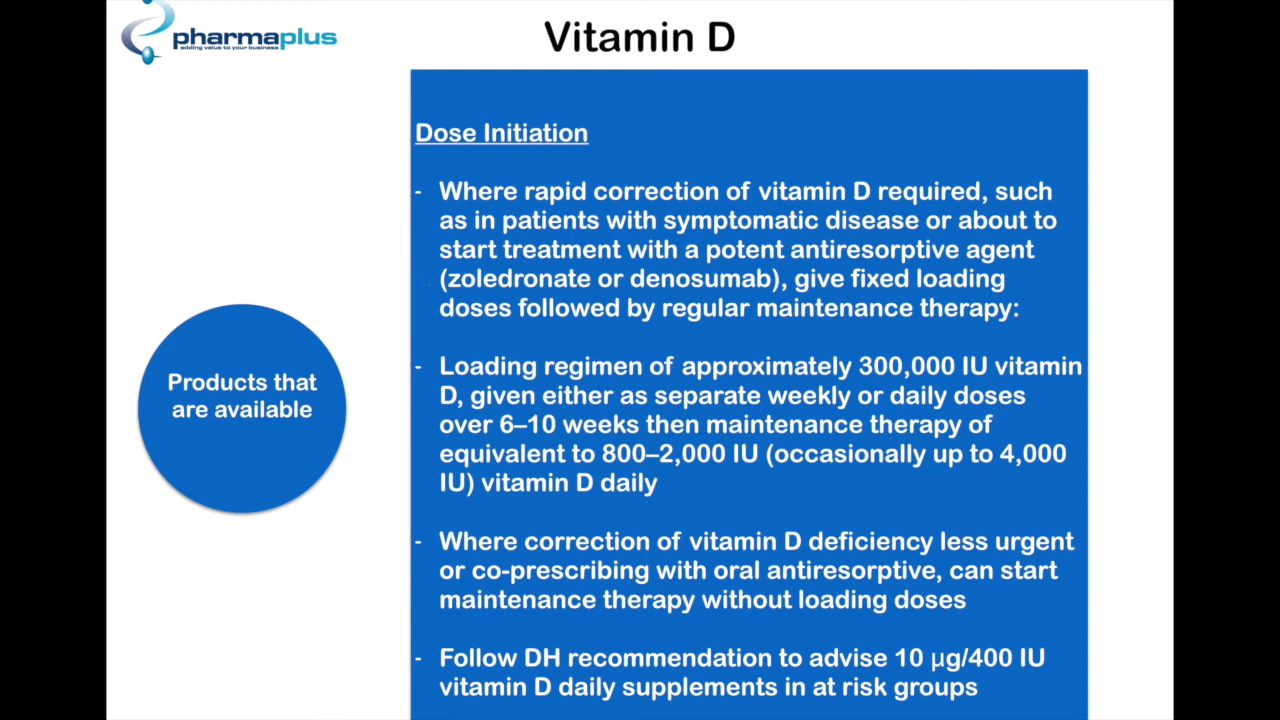 pharmaplus
adding value to your business
Vitamin D
Products that
are available
Dose Initiation
- Where rapid correction of vitamin D required, such
as in patients with symptomatic disease or about to
start treatment with a potent antiresorptive agent
(zoledronate or denosumab), give fixed loading
doses followed by regular maintenance therapy:
- Loading regimen of approximately 300,000 IU vitamin
D, given either as separate weekly or daily doses
over 6–10 weeks then maintenance therapy of
equivalent to 800–2,000 IU (occasionally up to 4,000
IU) vitamin D daily
- Where correction of vitamin D deficiency less urgent
or co-prescribing with oral antiresorptive, can start
maintenance therapy without loading doses
- Follow DH recommendation to advise 10 µg/400 IU
vitamin D daily supplements in at risk groups